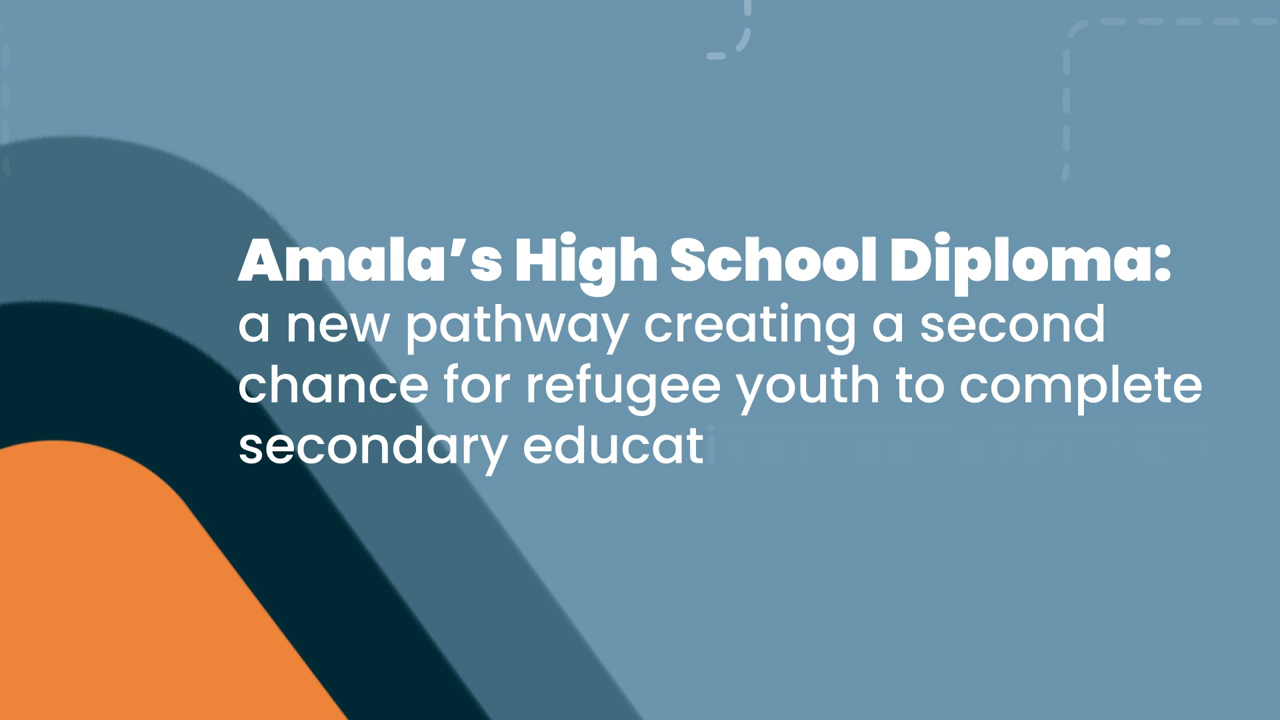 Amala’s High School Diploma:
a new pathway creating a second
chance for refugee youth to complete
secondary educat